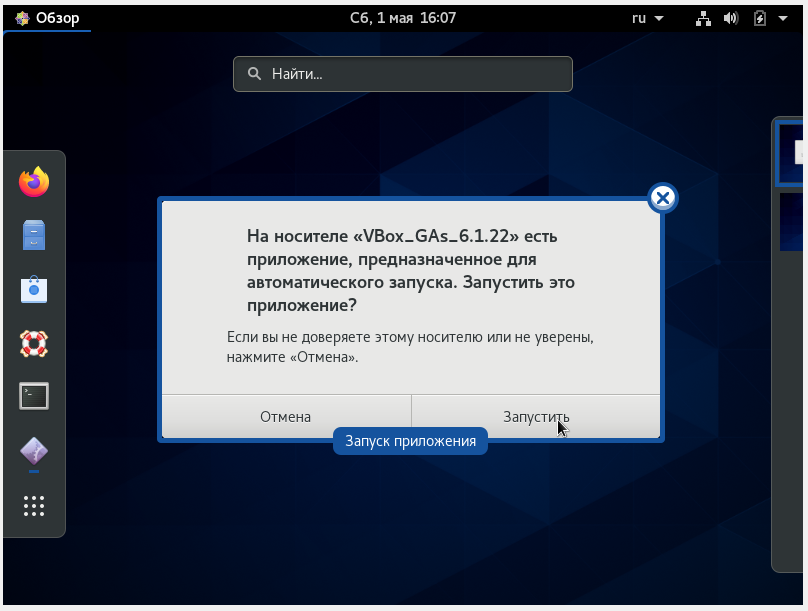 Обзор
Сб, 1 мая 16:07
ru
Найти...
На носителе «VBox_GAs_6.1.22» есть
приложение, предназначенное для
автоматического запуска. Запустить это
приложение?
Если вы не доверяете этому носителю или не уверены,
нажмите «Отмена».
Отмена
Запустить
Запуск приложения